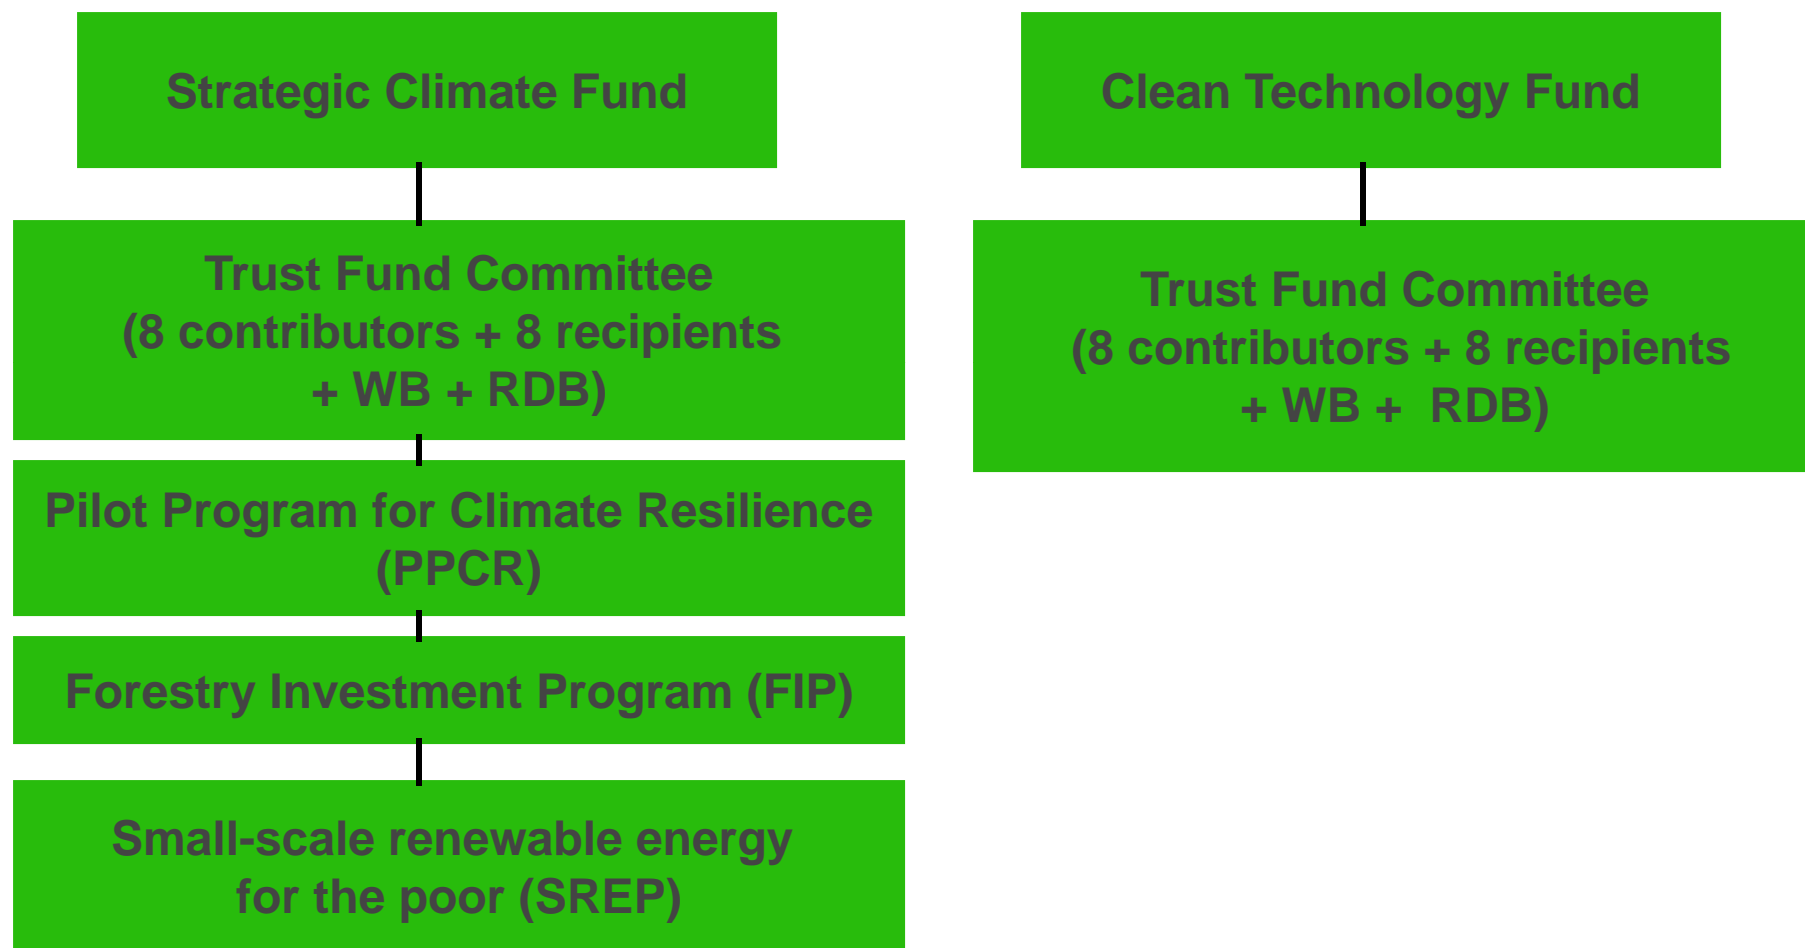 Strategic Climate Fund
Trust Fund Committee
(8 contributors + 8 recipients
+ WB + RDB)
Pilot Program for Climate Resilience
(PPCR)
Forestry Investment Program (FIP)
Small-scale renewable energy
for the poor (SREP)
Clean Technology Fund
Trust Fund Committee
(8 contributors + 8 recipients
+ WB +  RDB)